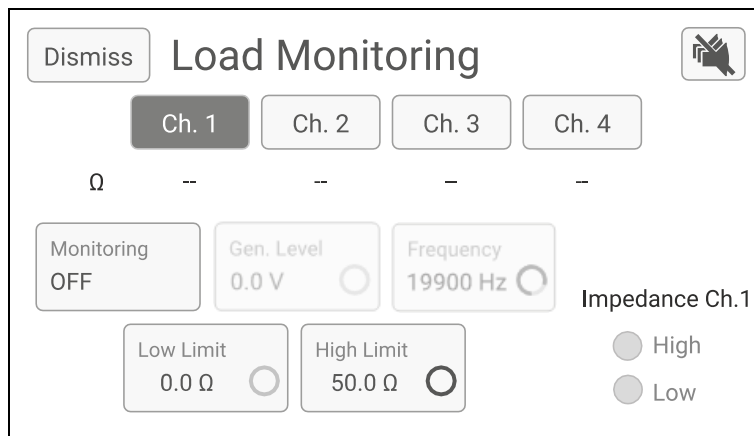 Dismiss
Load Monitoring
Ch. 1
Ch. 2
Ch. 3
Ch. 4
Ω -- -- – --
Monitoring
OFF
Gen. Level
0.0 V
Frequency
19900 Hz
Impedance Ch.1
High
Low
Low Limit
0.0 Ω
High Limit
50.0 Ω